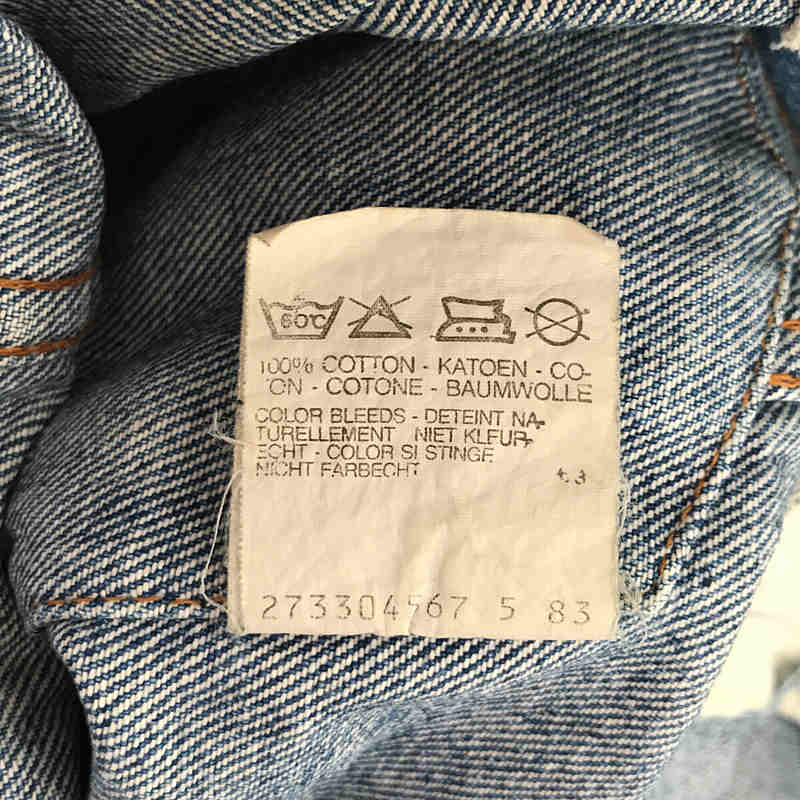 60°C
100% COTTON - KATOEN - CO-
TON - COTONE - BAUMWOLLE
COLOR BLEEDS - DETEINT NA-
TURELLEMENT NIET KLEUR-
ECHT - COLOR SI STINGE
NICHT FARBECHT
273304567 5 83